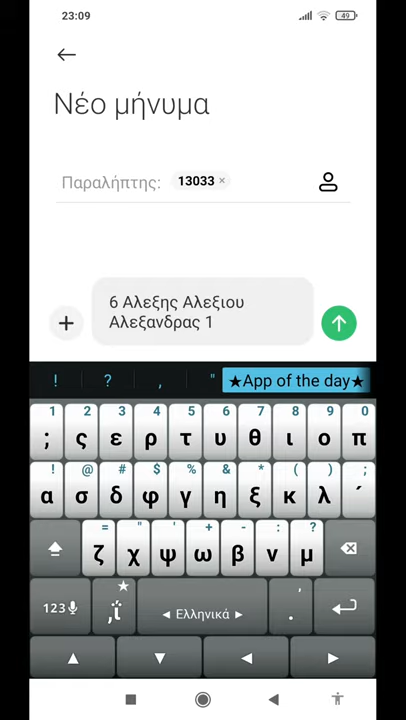 23:09
49
Νέο μήνυμα
Παραλήπτης: 13033 ×
6 Αλεξης Αλεξιου
Αλεξανδρας 1
! ? , " ★App of the day★
1 2 3 4 5 6 7 8 9 0
; ς ε ρ τ υ θ ι ο π
! @ # $ % & * ( ) ;
α σ δ φ γ η ξ κ λ ΄
= " ' + - : ?
ζ χ ψ ω β ν μ
123 ,ΐ ◄ Ελληνικά ► . ,
▲ ▼ ◄ ►